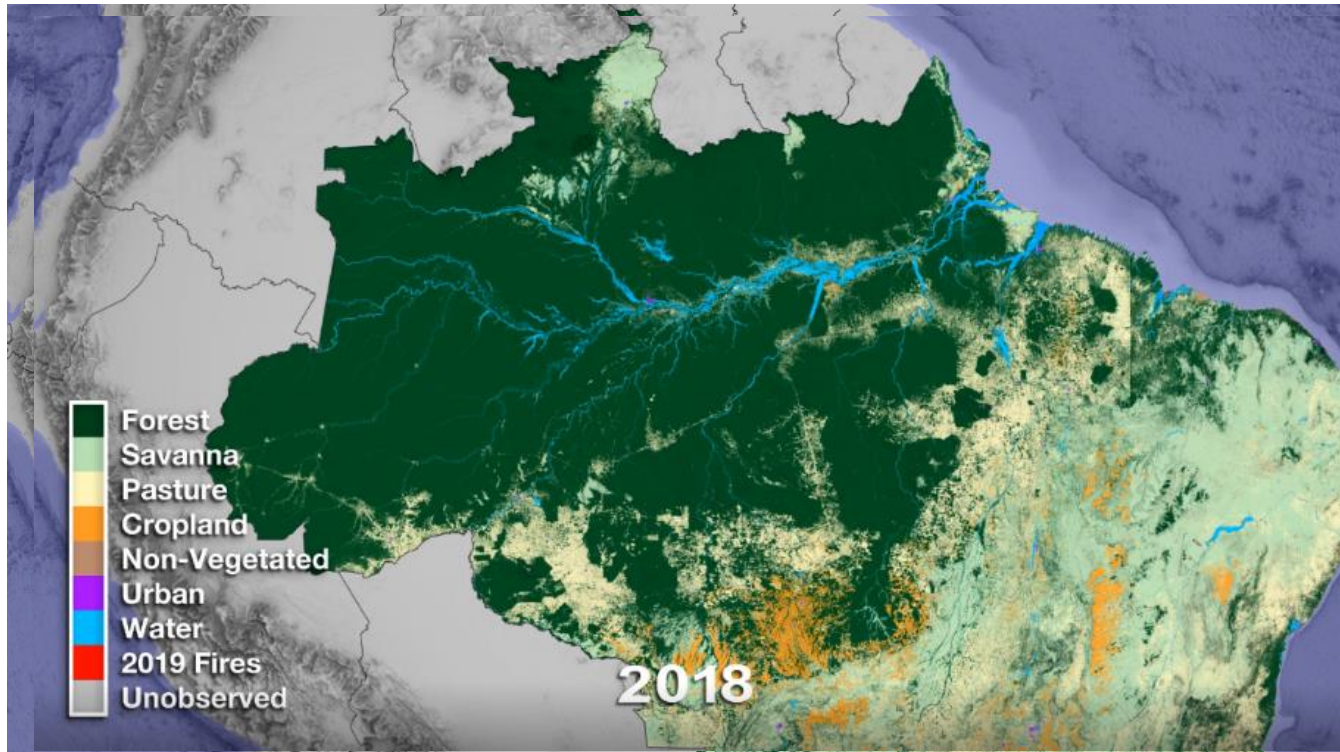 Forest
Savanna
Pasture
Cropland
Non-Vegetated
Urban
Water
2019 Fires
Unobserved
2018